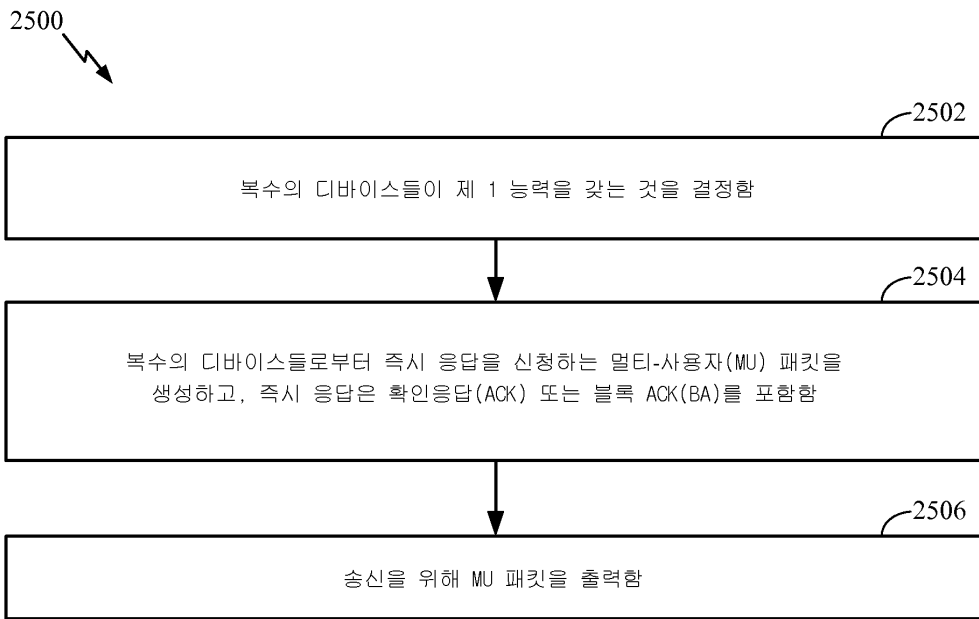 2500
2502
복수의 디바이스들이 제 1 능력을 갖는 것을 결정함
2504
복수의 디바이스들로부터 즉시 응답을 신청하는 멀티-사용자(MU) 패킷을
생성하고, 즉시 응답은 확인응답(ACK) 또는 블록 ACK(BA)를 포함함
2506
송신을 위해 MU 패킷을 출력함